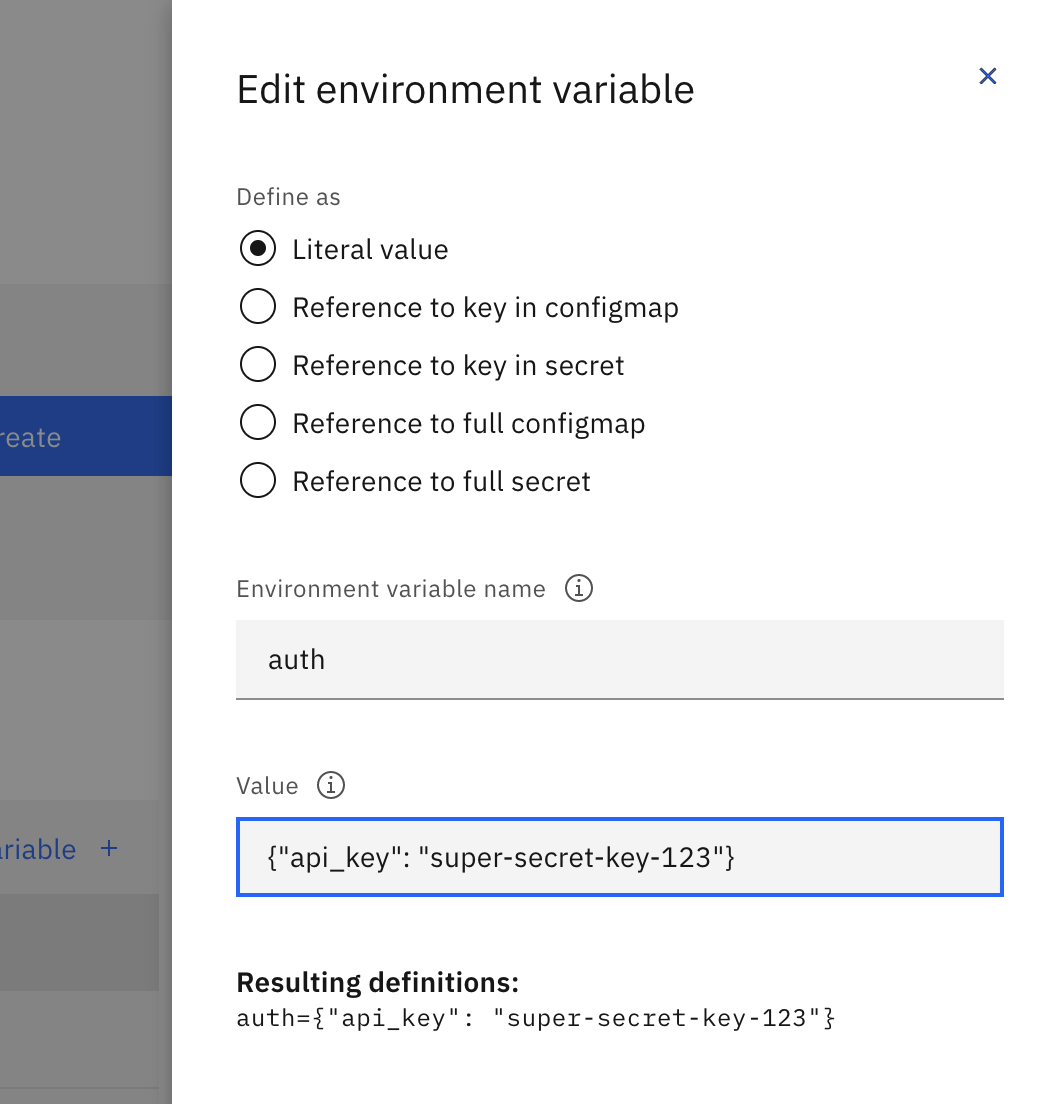 Edit environment variable
Define as
Literal value
Reference to key in configmap
Reference to key in secret
Reference to full configmap
reate
Reference to full secret
Environment variable name
auth
Value
ariable +
{"api_key": "super-secret-key-123"}
Resulting definitions:
auth={"api_key": "super-secret-key-123"}